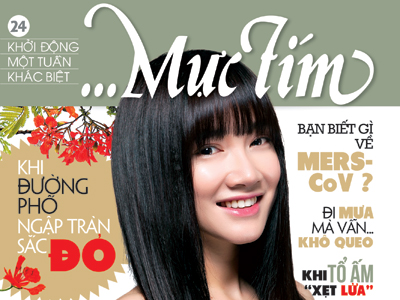 24
KHỞI ĐỘNG
MỘT TUẦN
KHÁC BIỆT
...Mực Tím
KHI
ĐƯỜNG
PHỐ
NGẬP TRÀN
SẮC ĐỎ
BẠN BIẾT GÌ
VỀ
MERS-
CoV ?
ĐI MƯA
MÀ VẪN...
KHÔ QUEO
KHI TỔ ẤM
"XẸT LỬA"